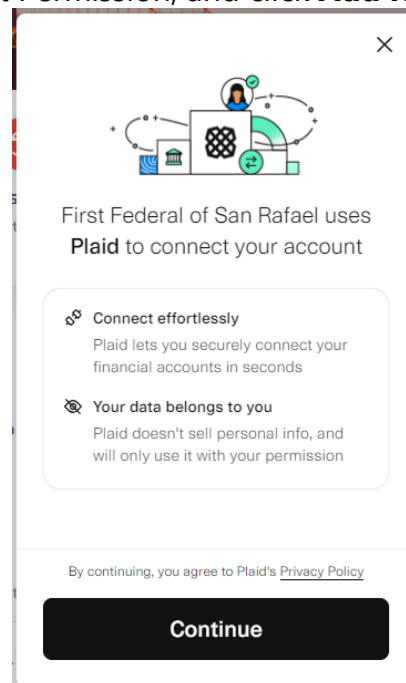 First Federal of San Rafael uses
Plaid to connect your account
Connect effortlessly
Plaid lets you securely connect your
financial accounts in seconds
Your data belongs to you
Plaid doesn't sell personal info, and
will only use it with your permission
By continuing, you agree to Plaid's Privacy Policy
Continue